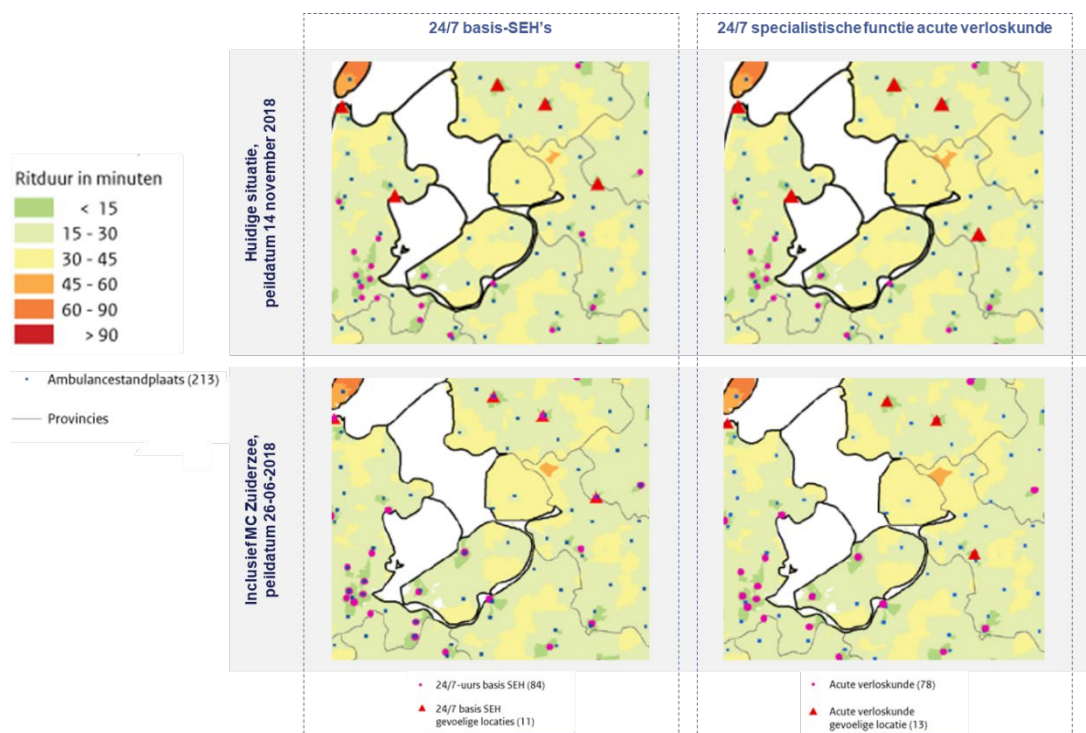 24/7 basis-SEH's
24/7 specialistische functie acute verloskunde
Huidige situatie,
peildatum 14 november 2018
Ritduur in minuten
< 15
15 - 30
30 - 45
45 - 60
60 - 90
> 90
Ambulancestandplaats (213)
Provincies
Inclusief MC Zuiderzee,
peildatum 26-06-2018
24/7-uurs basis SEH (84)
24/7 basis SEH
gevoelige locaties (11)
Acute verloskunde (78)
Acute verloskunde
gevoelige locatie (13)